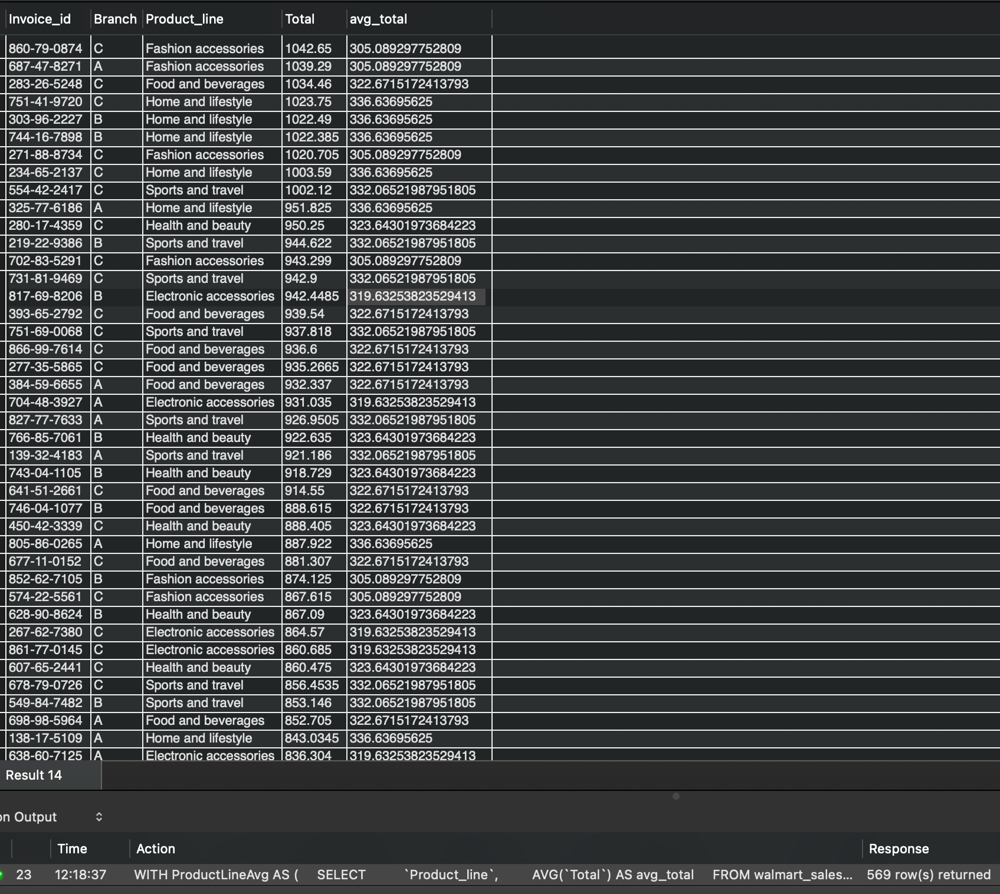 Invoice_id Branch Product_line Total avg_total
860-79-0874 C Fashion accessories 1042.65 305.089297752809
687-47-8271 A Fashion accessories 1039.29 305.089297752809
283-26-5248 C Food and beverages 1034.46 322.6715172413793
751-41-9720 C Home and lifestyle 1023.75 336.63695625
303-96-2227 B Home and lifestyle 1022.49 336.63695625
744-16-7898 B Home and lifestyle 1022.385 336.63695625
271-88-8734 C Fashion accessories 1020.705 305.089297752809
234-65-2137 C Home and lifestyle 1003.59 336.63695625
554-42-2417 C Sports and travel 1002.12 332.06521987951805
325-77-6186 A Home and lifestyle 951.825 336.63695625
280-17-4359 C Health and beauty 950.25 323.64301973684223
219-22-9386 B Sports and travel 944.622 332.06521987951805
702-83-5291 C Fashion accessories 943.299 305.089297752809
731-81-9469 C Sports and travel 942.9 332.06521987951805
817-69-8206 B Electronic accessories 942.4485 319.63253823529413
393-65-2792 C Food and beverages 939.54 322.6715172413793
751-69-0068 C Sports and travel 937.818 332.06521987951805
866-99-7614 C Food and beverages 936.6 322.6715172413793
277-35-5865 C Food and beverages 935.2665 322.6715172413793
384-59-6655 A Food and beverages 932.337 322.6715172413793
704-48-3927 A Electronic accessories 931.035 319.63253823529413
827-77-7633 A Sports and travel 926.9505 332.06521987951805
766-85-7061 B Health and beauty 922.635 323.64301973684223
139-32-4183 A Sports and travel 921.186 332.06521987951805
743-04-1105 B Health and beauty 918.729 323.64301973684223
641-51-2661 C Food and beverages 914.55 322.6715172413793
746-04-1077 B Food and beverages 888.615 322.6715172413793
450-42-3339 C Health and beauty 888.405 323.64301973684223
805-86-0265 A Home and lifestyle 887.922 336.63695625
677-11-0152 C Food and beverages 881.307 322.6715172413793
852-62-7105 B Fashion accessories 874.125 305.089297752809
574-22-5561 C Fashion accessories 867.615 305.089297752809
628-90-8624 B Health and beauty 867.09 323.64301973684223
267-62-7380 C Electronic accessories 864.57 319.63253823529413
861-77-0145 C Electronic accessories 860.685 319.63253823529413
607-65-2441 C Health and beauty 860.475 323.64301973684223
678-79-0726 C Sports and travel 856.4535 332.06521987951805
549-84-7482 B Sports and travel 853.146 332.06521987951805
698-98-5964 A Food and beverages 852.705 322.6715172413793
138-17-5109 A Home and lifestyle 843.0345 336.63695625
638-60-7125 A Electronic accessories 836.304 319.63253823529413
Result 14
on Output
Time Action Response
23 12:18:37 WITH ProductLineAvg AS ( SELECT `Product_line`, AVG(`Total`) AS avg_total FROM walmart_sales... 569 row(s) returned